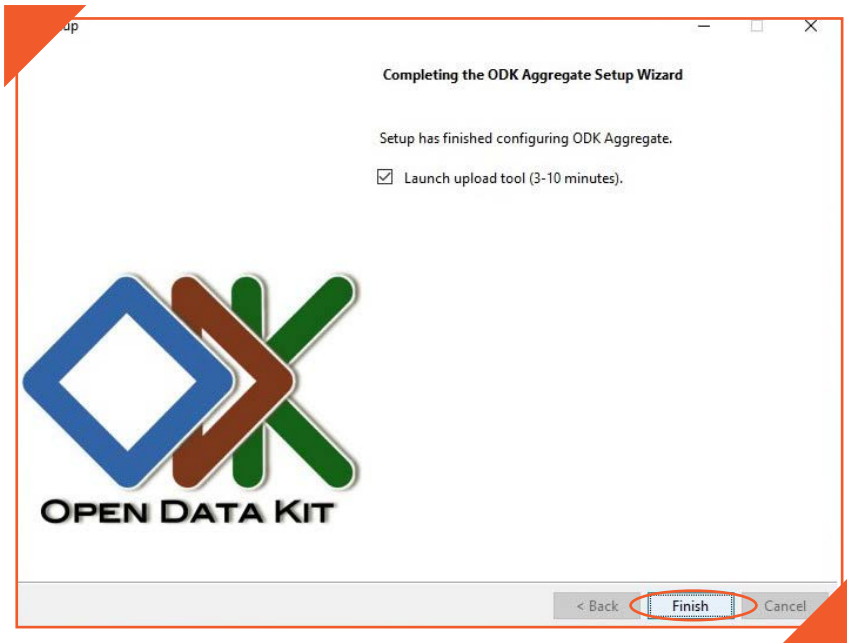 up
Completing the ODK Aggregate Setup Wizard
Setup has finished configuring ODK Aggregate.
Launch upload tool (3-10 minutes).
ODK
OPEN DATA KIT
< Back
Finish
Cancel